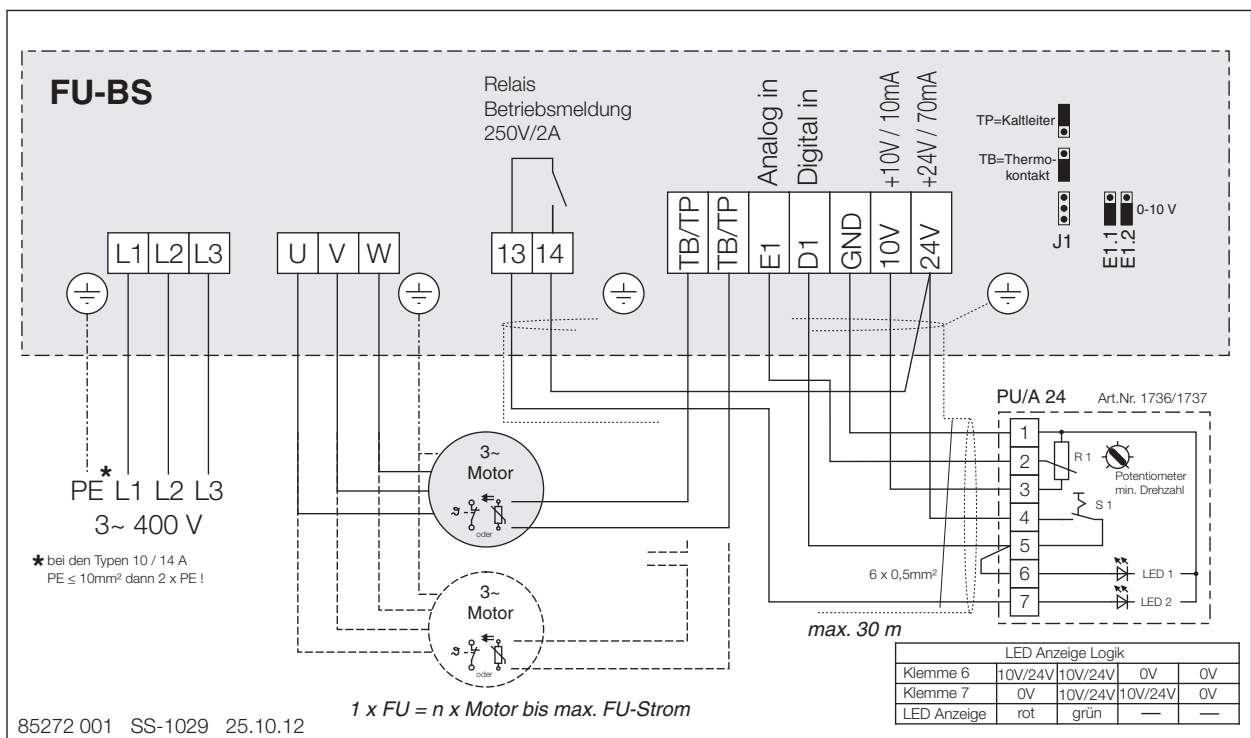 FU-BS
Relais
Betriebsmeldung
250V/2A
Analog in
Digital in
+10V / 10mA
+24V / 70mA
TP=Kaltleiter
TB=Thermo-
kontakt
J1
E1.1
E1.2
0-10 V
L1 L2 L3
U V W
13 14
TB/TP
TB/TP
E1
D1
GND
10V
24V
PE * L1 L2 L3
3~ 400 V
* bei den Typen 10 / 14 A
PE ≤ 10mm² dann 2 x PE !
3~
Motor
ϑ
oder
3~
Motor
ϑ
oder
1 x FU = n x Motor bis max. FU-Strom
PU/A 24 Art.Nr. 1736/1737
1
2
3
4
5
6
7
R 1
Potentiometer
min. Drehzahl
S 1
LED 1
LED 2
6 x 0,5mm²
max. 30 m
LED Anzeige Logik
Klemme 6 10V/24V 10V/24V 0V 0V
Klemme 7 0V 10V/24V 10V/24V 0V
LED Anzeige rot grün — —
85272 001 SS-1029 25.10.12